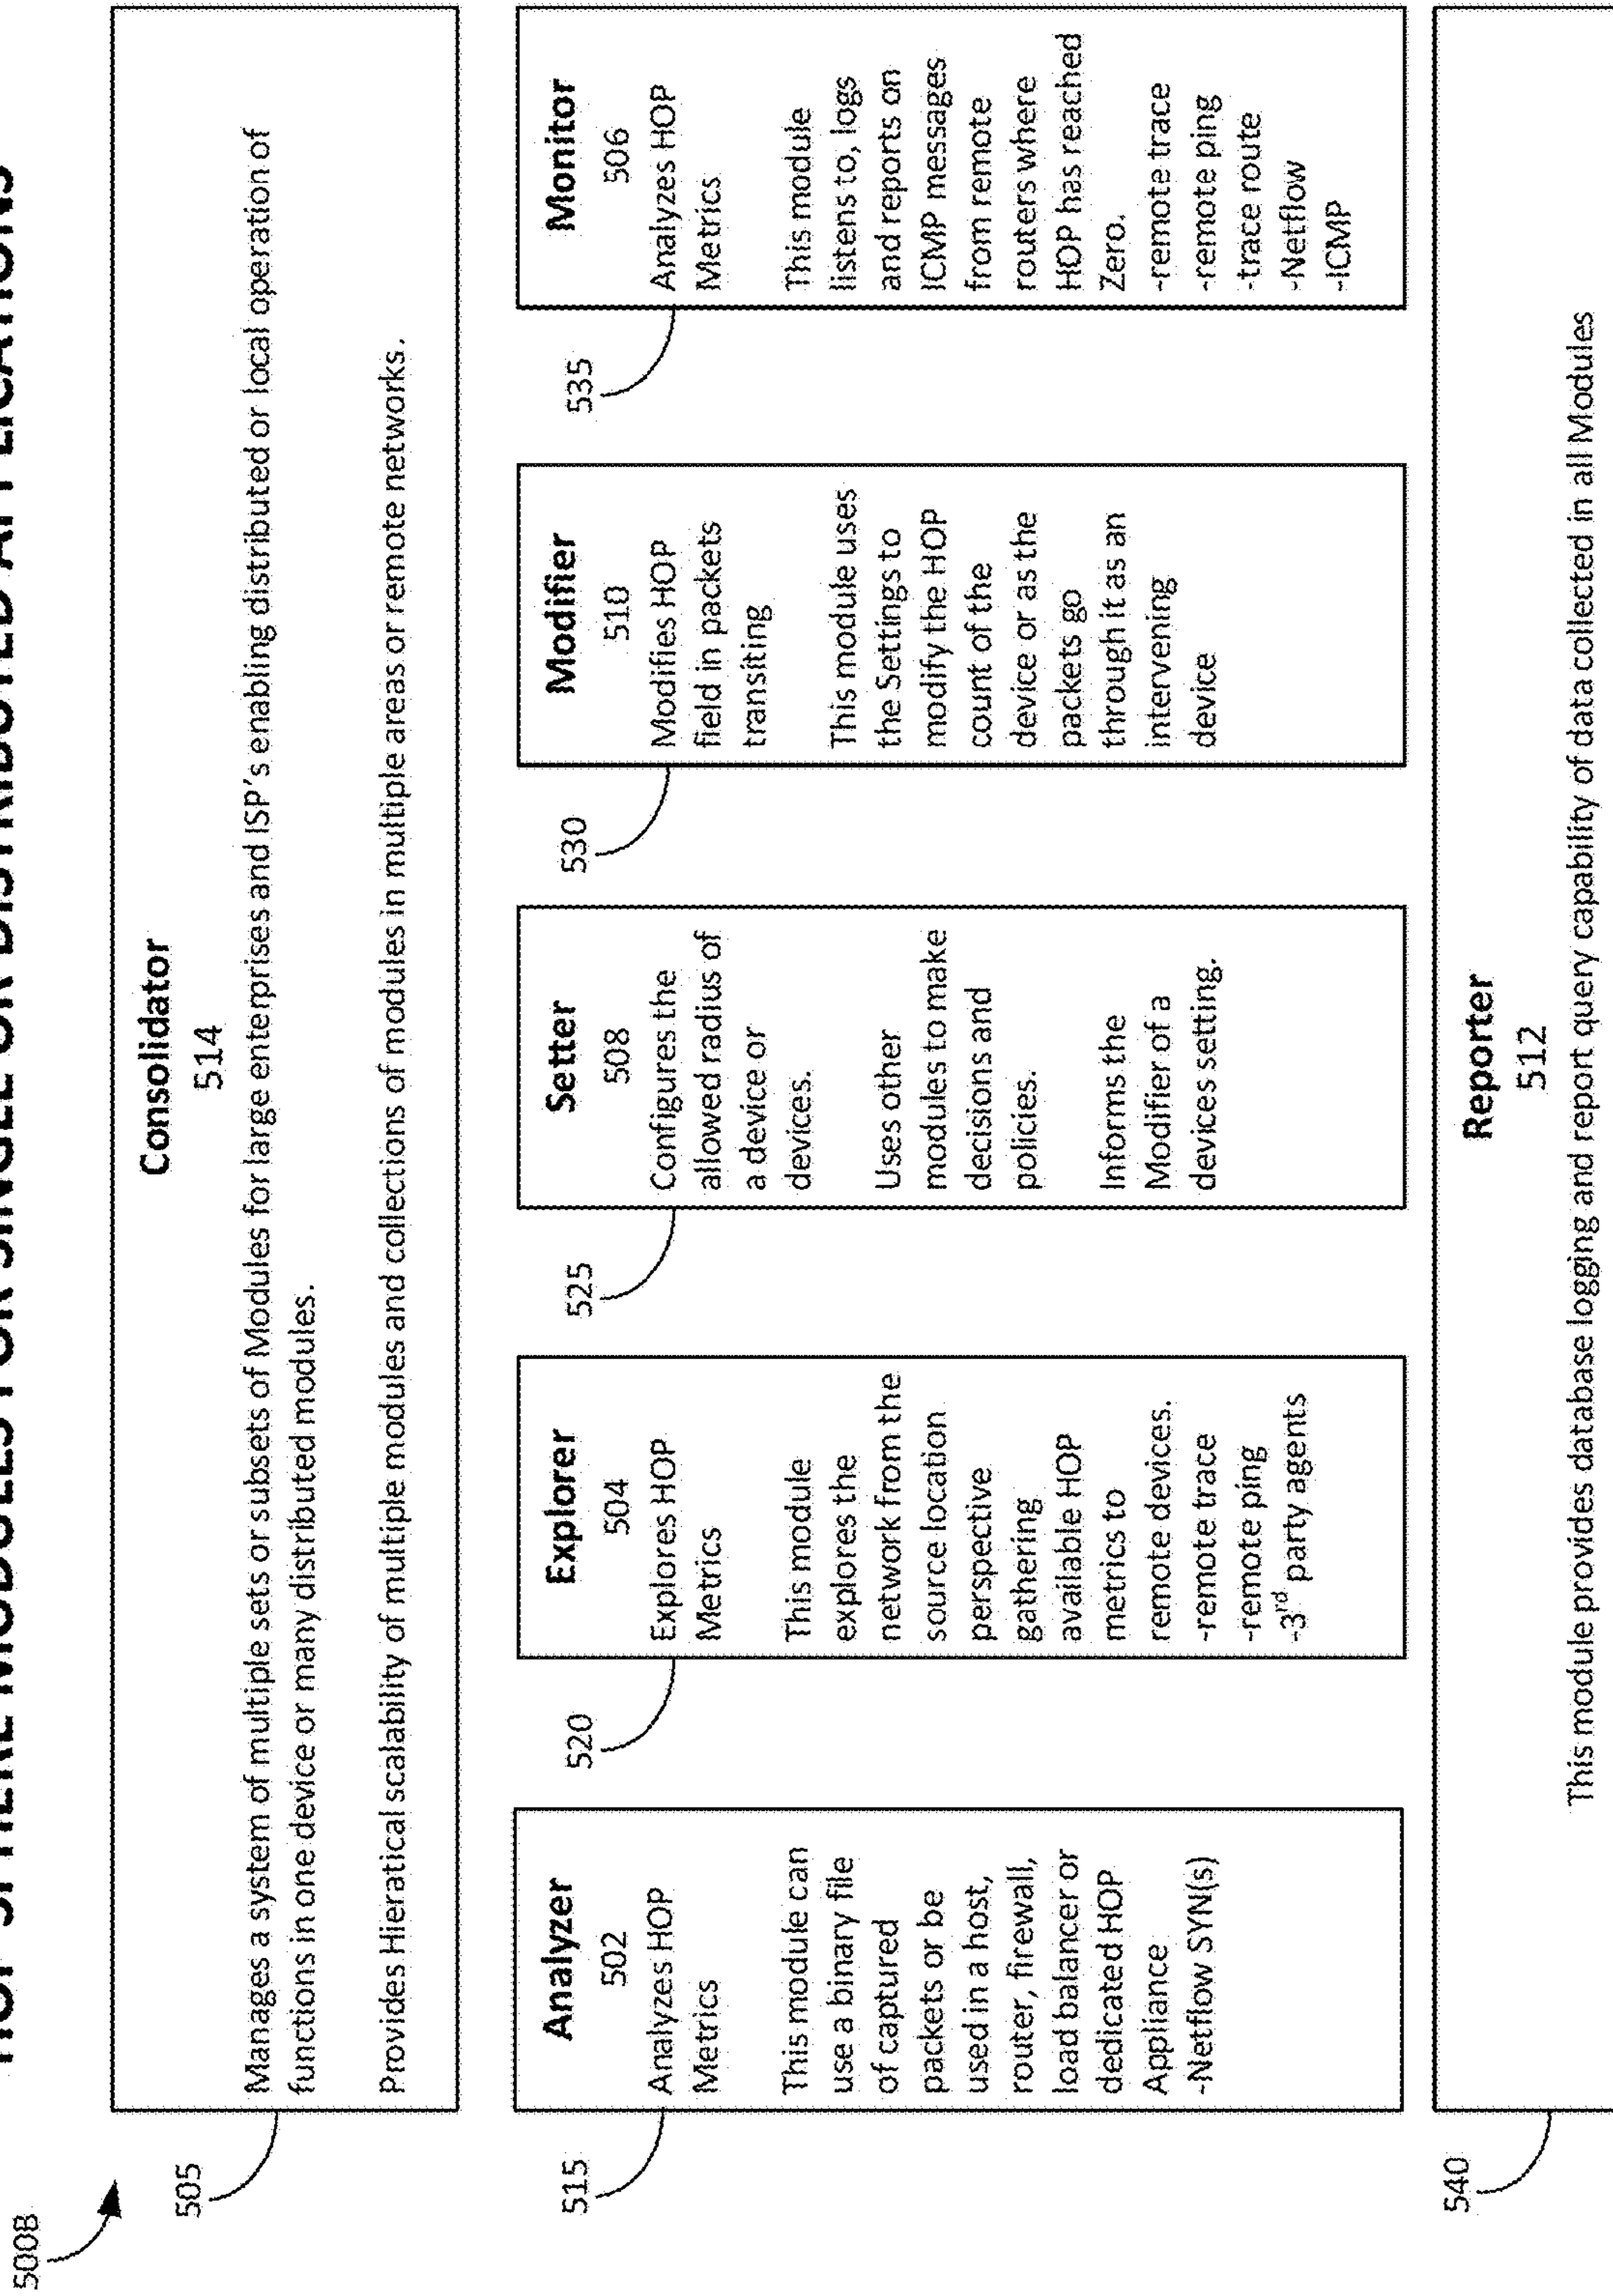 HOP SPHERE MODULES FOR SINGLE OR DISTRIBUTED APPLICATIONS
500B
505
Consolidator
514
Manages a system of multiple sets or subsets of Modules for large enterprises and ISP's enabling distributed or local operation of
functions in one device or many distributed modules.
Provides Hieratical scalability of multiple modules and collections of modules in multiple areas or remote networks.
515
Analyzer
502
Analyzes HOP
Metrics
This module can
use a binary file
of captured
packets or be
used in a host,
router, firewall,
load balancer or
dedicated HOP
Appliance
-Netflow SYN(s)
520
Explorer
504
Explores HOP
Metrics
This module
explores the
network from the
source location
perspective
gathering
available HOP
metrics to
remote devices.
-remote trace
-remote ping
-3rd party agents
525
Setter
508
Configures the
allowed radius of
a device or
devices.
Uses other
modules to make
decisions and
policies.
Informs the
Modifier of a
devices setting.
530
Modifier
510
Modifies HOP
field in packets
transiting
This module uses
the Settings to
modify the HOP
count of the
device or as the
packets go
through it as an
intervening
device
535
Monitor
506
Analyzes HOP
Metrics
This module
listens to, logs
and reports on
ICMP messages
from remote
routers where
HOP has reached
Zero.
-remote trace
-remote ping
-trace route
-Netflow
-ICMP
540
Reporter
512
This module provides database logging and report query capability of data collected in all Modules